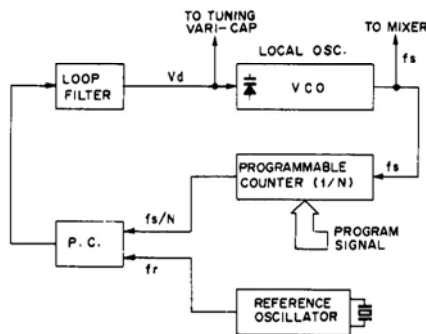 TO TUNING
VARI-CAP
TO MIXER
LOCAL OSC.
LOOP
FILTER
Vd
VCO
fs
PROGRAMMABLE
COUNTER (1/N)
fs
fs/N
PROGRAM
SIGNAL
P.C.
fr
REFERENCE
OSCILLATOR